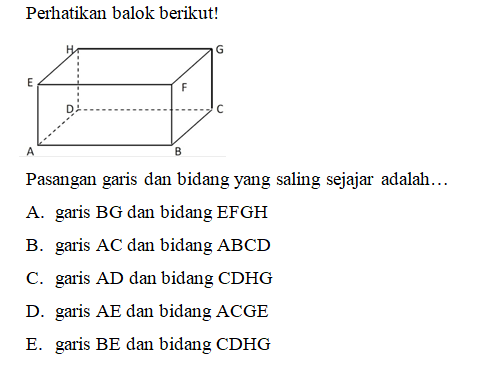 Perhatikan balok berikut!
H
G
E
F
D
C
A
B
Pasangan garis dan bidang yang saling sejajar adalah…
A. garis BG dan bidang EFGH
B. garis AC dan bidang ABCD
C. garis AD dan bidang CDHG
D. garis AE dan bidang ACGE
E. garis BE dan bidang CDHG